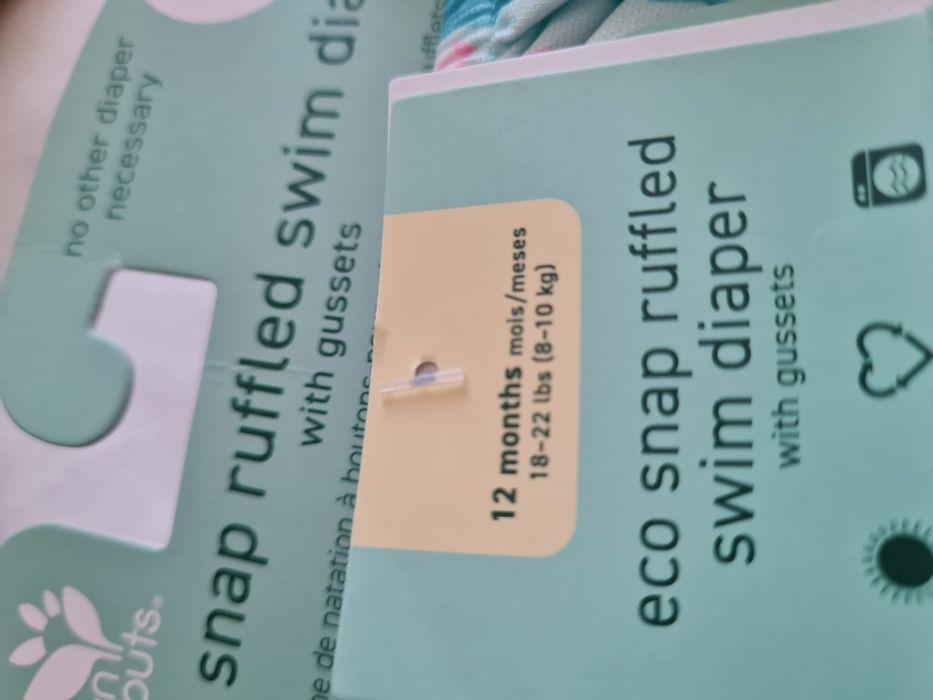 no other diaper
necessary
snap ruffled swim
with gussets
de natation à boutons
12 months mois/meses
18-22 lbs (8-10 kg)
eco snap ruffled
swim diaper
with gussets